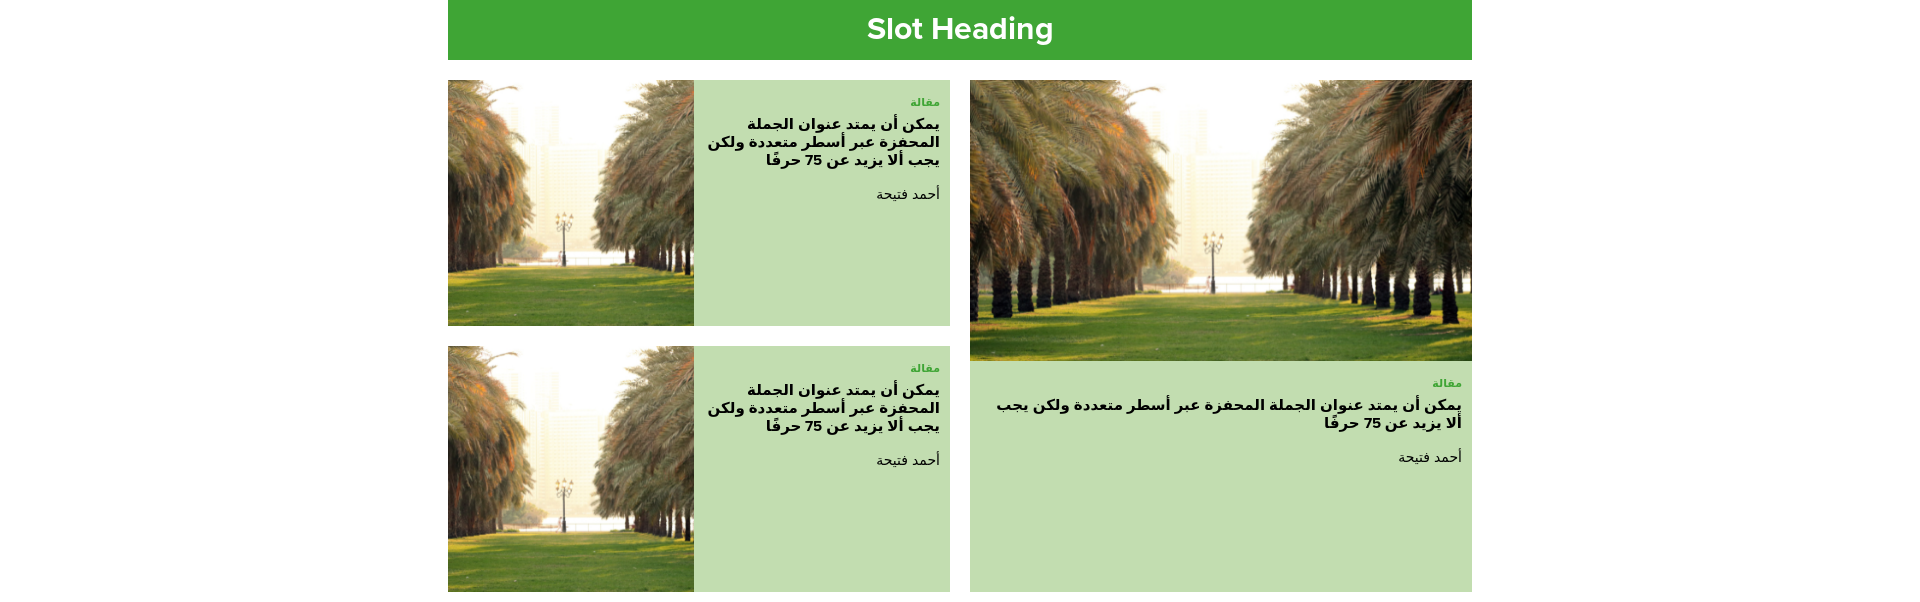 Slot Heading
مقالة
يمكن أن يمتد عنوان الجملة المحفزة عبر أسطر متعددة ولكن يجب
ألا يزيد عن 75 حرفًا
أحمد فتيحة
مقالة
يمكن أن يمتد عنوان الجملة
المحفزة عبر أسطر متعددة ولكن
يجب ألا يزيد عن 75 حرفًا
أحمد فتيحة
مقالة
يمكن أن يمتد عنوان الجملة
المحفزة عبر أسطر متعددة ولكن
يجب ألا يزيد عن 75 حرفًا
أحمد فتيحة